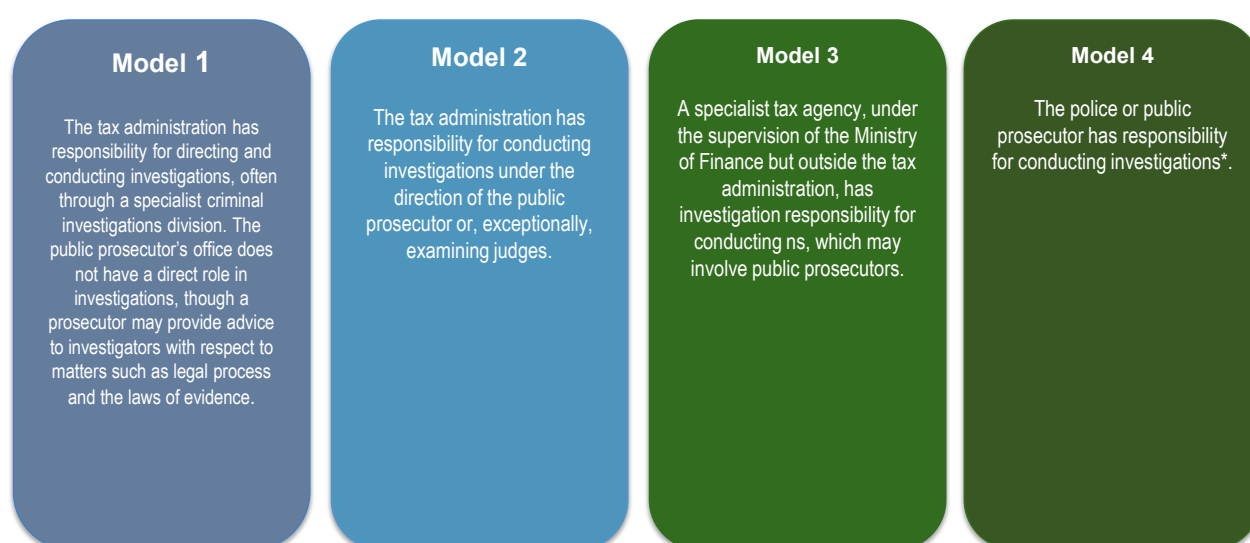 Model 1
The tax administration has
responsibility for directing and
conducting investigations, often
through a specialist criminal
investigations division. The
public prosecutor's office does
not have a direct role in
investigations, though a
prosecutor may provide advice
to investigators with respect to
matters such as legal process
and the laws of evidence.
Model 2
The tax administration has
responsibility for conducting
investigations under the
direction of the public
prosecutor or, exceptionally,
examining judges.
Model 3
A specialist tax agency, under
the supervision of the Ministry
of Finance but outside the tax
administration, has
investigation responsibility for
conducting ns, which may
involve public prosecutors.
Model 4
The police or public
prosecutor has responsibility
for conducting investigations*.